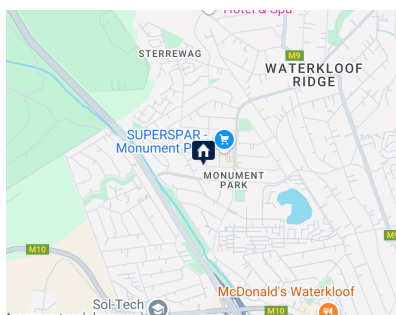 Hotel & Spa
STERREWAG
M9
WATERKLOOF
RIDGE
SUPERSPAR -
Monument P
MONUMENT
PARK
M9
M10
McDonald's Waterkloof
Sol-Tech
M10